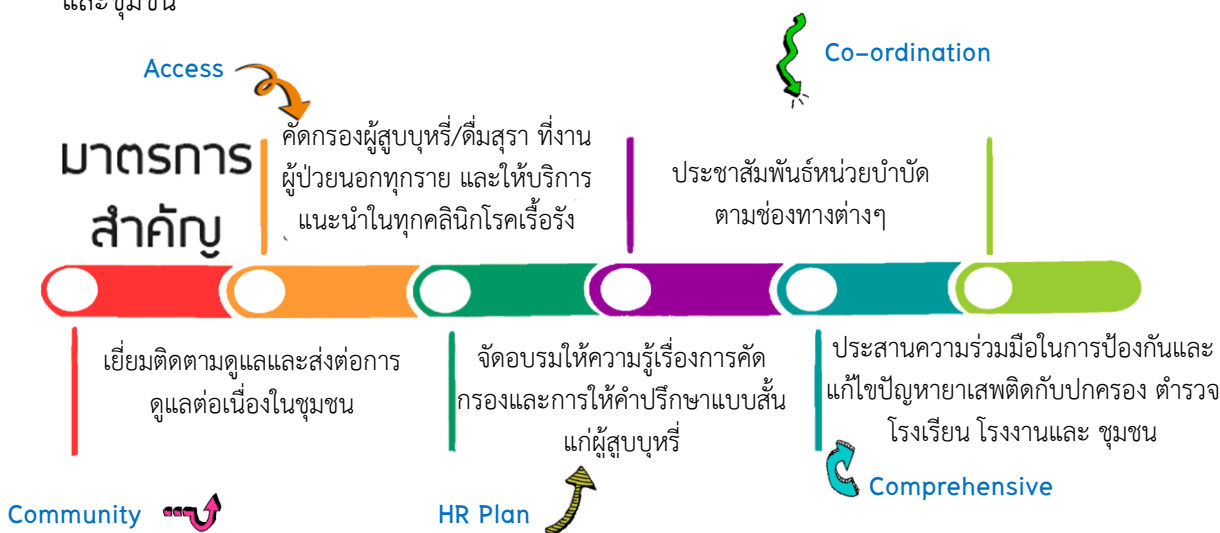 และชุมชน
Access
Co-ordination
มาตรการ
สำคัญ
คัดกรองผู้สูบบุหรี่/ดื่มสุรา ที่งาน
ผู้ป่วยนอกทุกราย และให้บริการ
แนะนำในทุกคลินิกโรคเรื้อรัง
ประชาสัมพันธ์หน่วยบำบัด
ตามช่องทางต่างๆ
เยี่ยมติดตามดูแลและส่งต่อการ
ดูแลต่อเนื่องในชุมชน
จัดอบรมให้ความรู้เรื่องการคัด
กรองและการให้คำปรึกษาแบบสั้น
แก่ผู้สูบบุหรี่
ประสานความร่วมมือในการป้องกันและ
แก้ไขปัญหายาเสพติดกับปกครอง ตำรวจ
โรงเรียน โรงงานและ ชุมชน
Community
HR Plan
Comprehensive